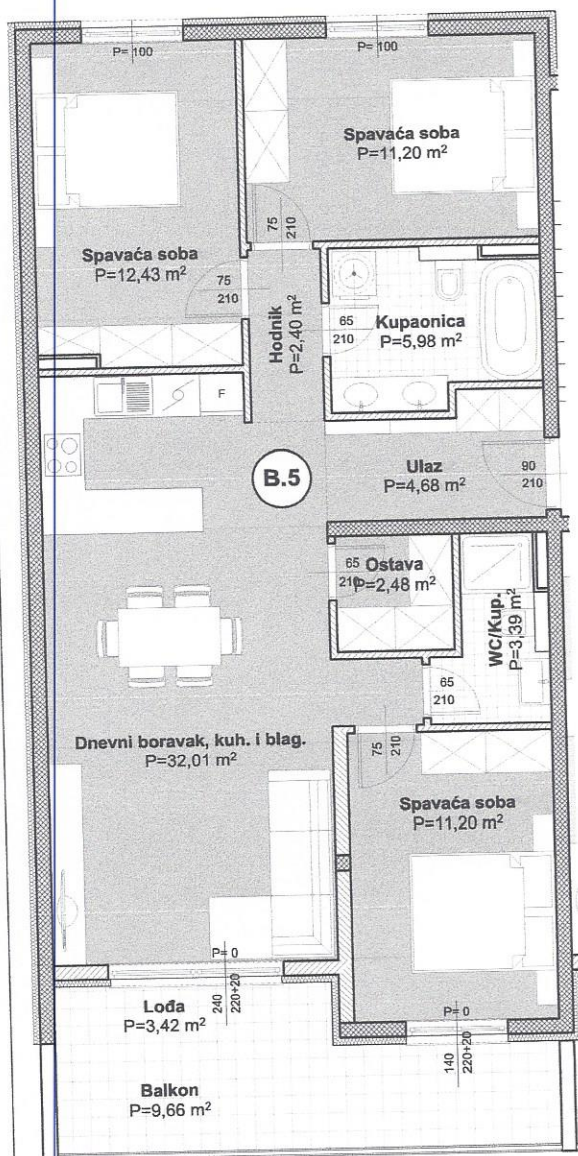 P= 100
P= 100
Spavaća soba
P=11,20 m²
Spavaća soba
P=12,43 m²
75
210
75
210
Hodnik
P=2,40 m²
65
210
Kupaonica
P=5,98 m²
F
B.5
Ulaz
P=4,68 m²
90
210
65
210
Ostava
P=2,48 m²
WC/Kup.
P=3,39 m²
65
210
Dnevni boravak, kuh. i blag.
P=32,01 m²
75
210
Spavaća soba
P=11,20 m²
P= 0
240
220+20
Lođa
P=3,42 m²
P= 0
140
220+20
Balkon
P=9,66 m²